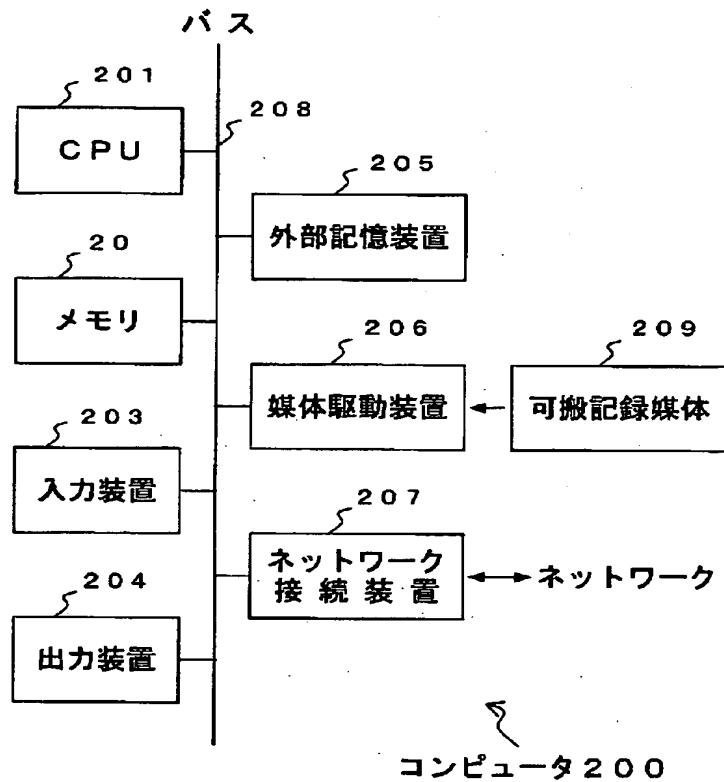 バス
201
CPU
208
205
外部記憶装置
20
メモリ
206
媒体駆動装置
209
可搬記録媒体
203
入力装置
207
ネットワーク
接続装置
ネットワーク
204
出力装置
コンピュータ200